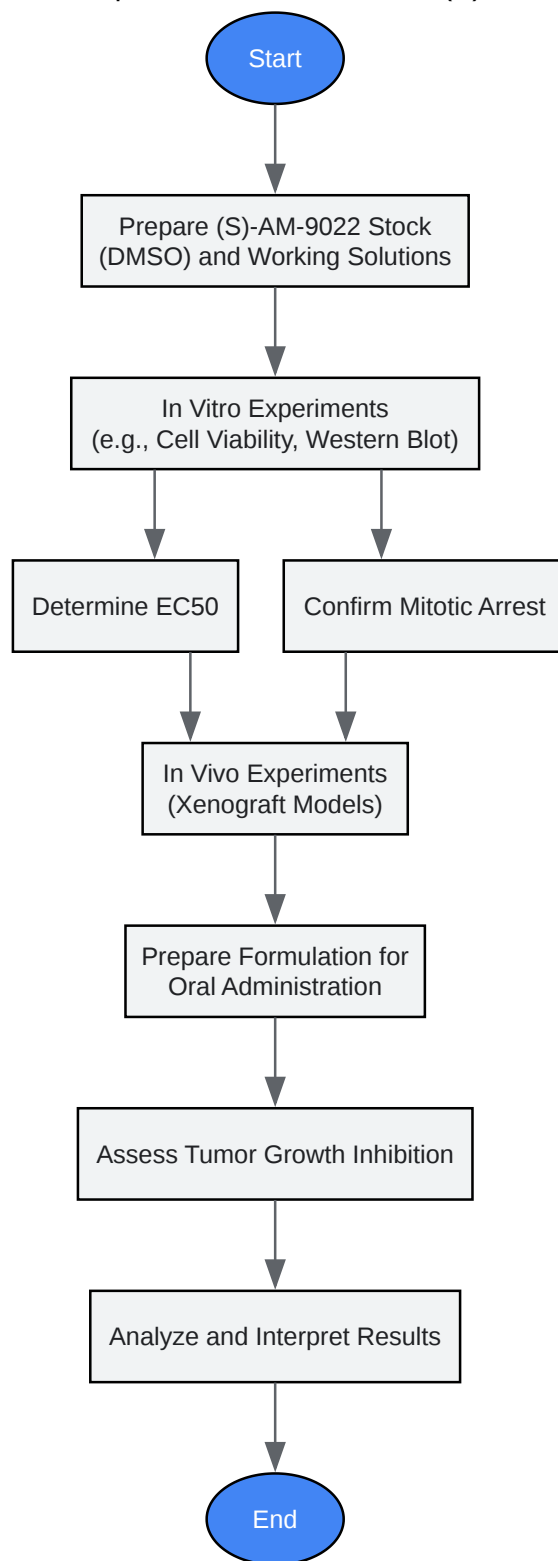 Start
Prepare (S)-AM-9022 Stock
(DMSO) and Working Solutions
In Vitro Experiments
(e.g., Cell Viability, Western Blot)
Determine EC50
Confirm Mitotic Arrest
In Vivo Experiments
(Xenograft Models)
Prepare Formulation for
Oral Administration
Assess Tumor Growth Inhibition
Analyze and Interpret Results
End